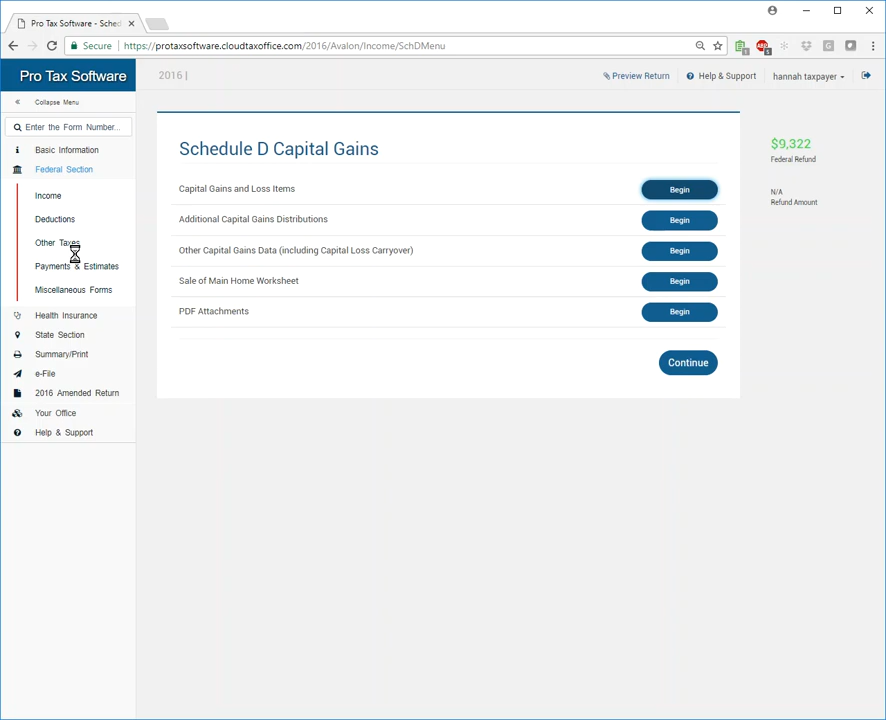 Pro Tax Software - Sched
Secure
https://protaxsoftware.cloudtaxoffice.com/2016/Avalon/Income/SchDMenu
Pro Tax Software
2016 |
Preview Return
Help & Support
hannah taxpayer
Collapse Menu
Enter the Form Number...
Basic Information
Federal Section
Income
Deductions
Other Taxes
Payments & Estimates
Miscellaneous Forms
Health Insurance
State Section
Summary/Print
e-File
2016 Amended Return
Your Office
Help & Support
Schedule D Capital Gains
Capital Gains and Loss Items
Begin
Additional Capital Gains Distributions
Begin
Other Capital Gains Data (including Capital Loss Carryover)
Begin
Sale of Main Home Worksheet
Begin
PDF Attachments
Begin
Continue
$9,322
Federal Refund
N/A
Refund Amount